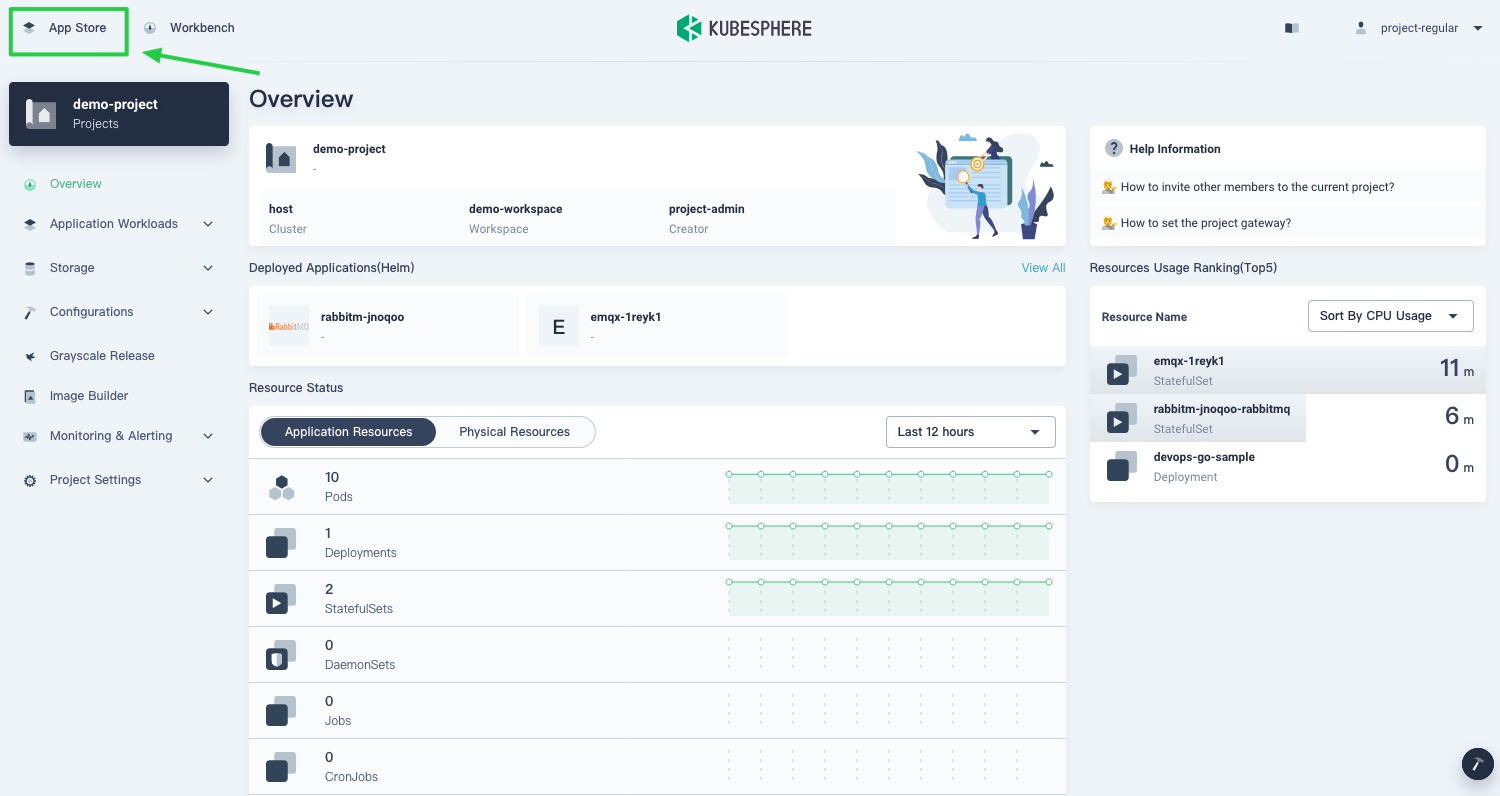 App Store
Workbench
KUBESPHERE
project-regular
demo-project
Projects
Overview
Application Workloads
Storage
Configurations
Grayscale Release
Image Builder
Monitoring & Alerting
Project Settings
Overview
demo-project
-
host
Cluster
demo-workspace
Workspace
project-admin
Creator
Help Information
How to invite other members to the current project?
How to set the project gateway?
Deployed Applications(Helm)
View All
RabbitMQ
rabbitm-jnoqoo
-
E
emqx-1reyk1
-
Resources Usage Ranking(Top5)
Resource Name
Sort By CPU Usage
emqx-1reyk1
StatefulSet
11 m
rabbitm-jnoqoo-rabbitmq
StatefulSet
6 m
devops-go-sample
Deployment
0 m
Resource Status
Application Resources
Physical Resources
Last 12 hours
10
Pods
1
Deployments
2
StatefulSets
0
DaemonSets
0
Jobs
0
CronJobs